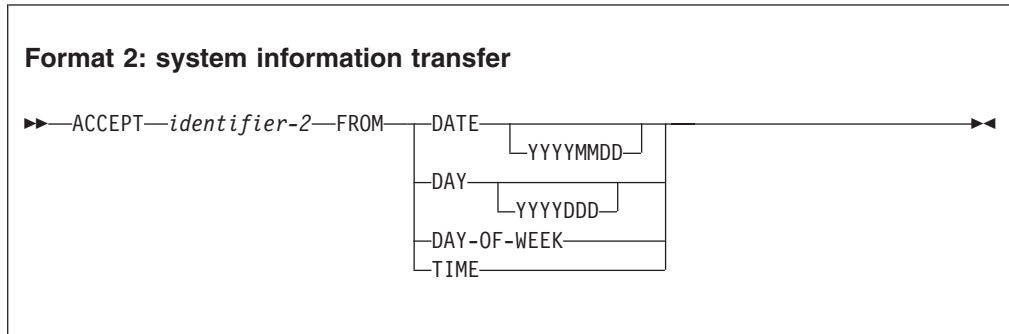 Format 2: system information transfer
ACCEPT identifier-2 FROM DATE
YYYYMMDD
DAY
YYYYDDD
DAY-OF-WEEK
TIME